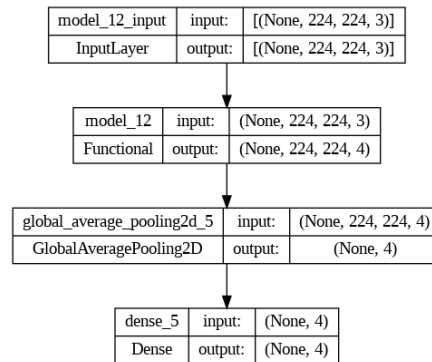 model_12_input input: [(None, 224, 224, 3)]
InputLayer output: [(None, 224, 224, 3)]
model_12 input: (None, 224, 224, 3)
Functional output: (None, 224, 224, 4)
global_average_pooling2d_5 input: (None, 224, 224, 4)
GlobalAveragePooling2D output: (None, 4)
dense_5 input: (None, 4)
Dense output: (None, 4)